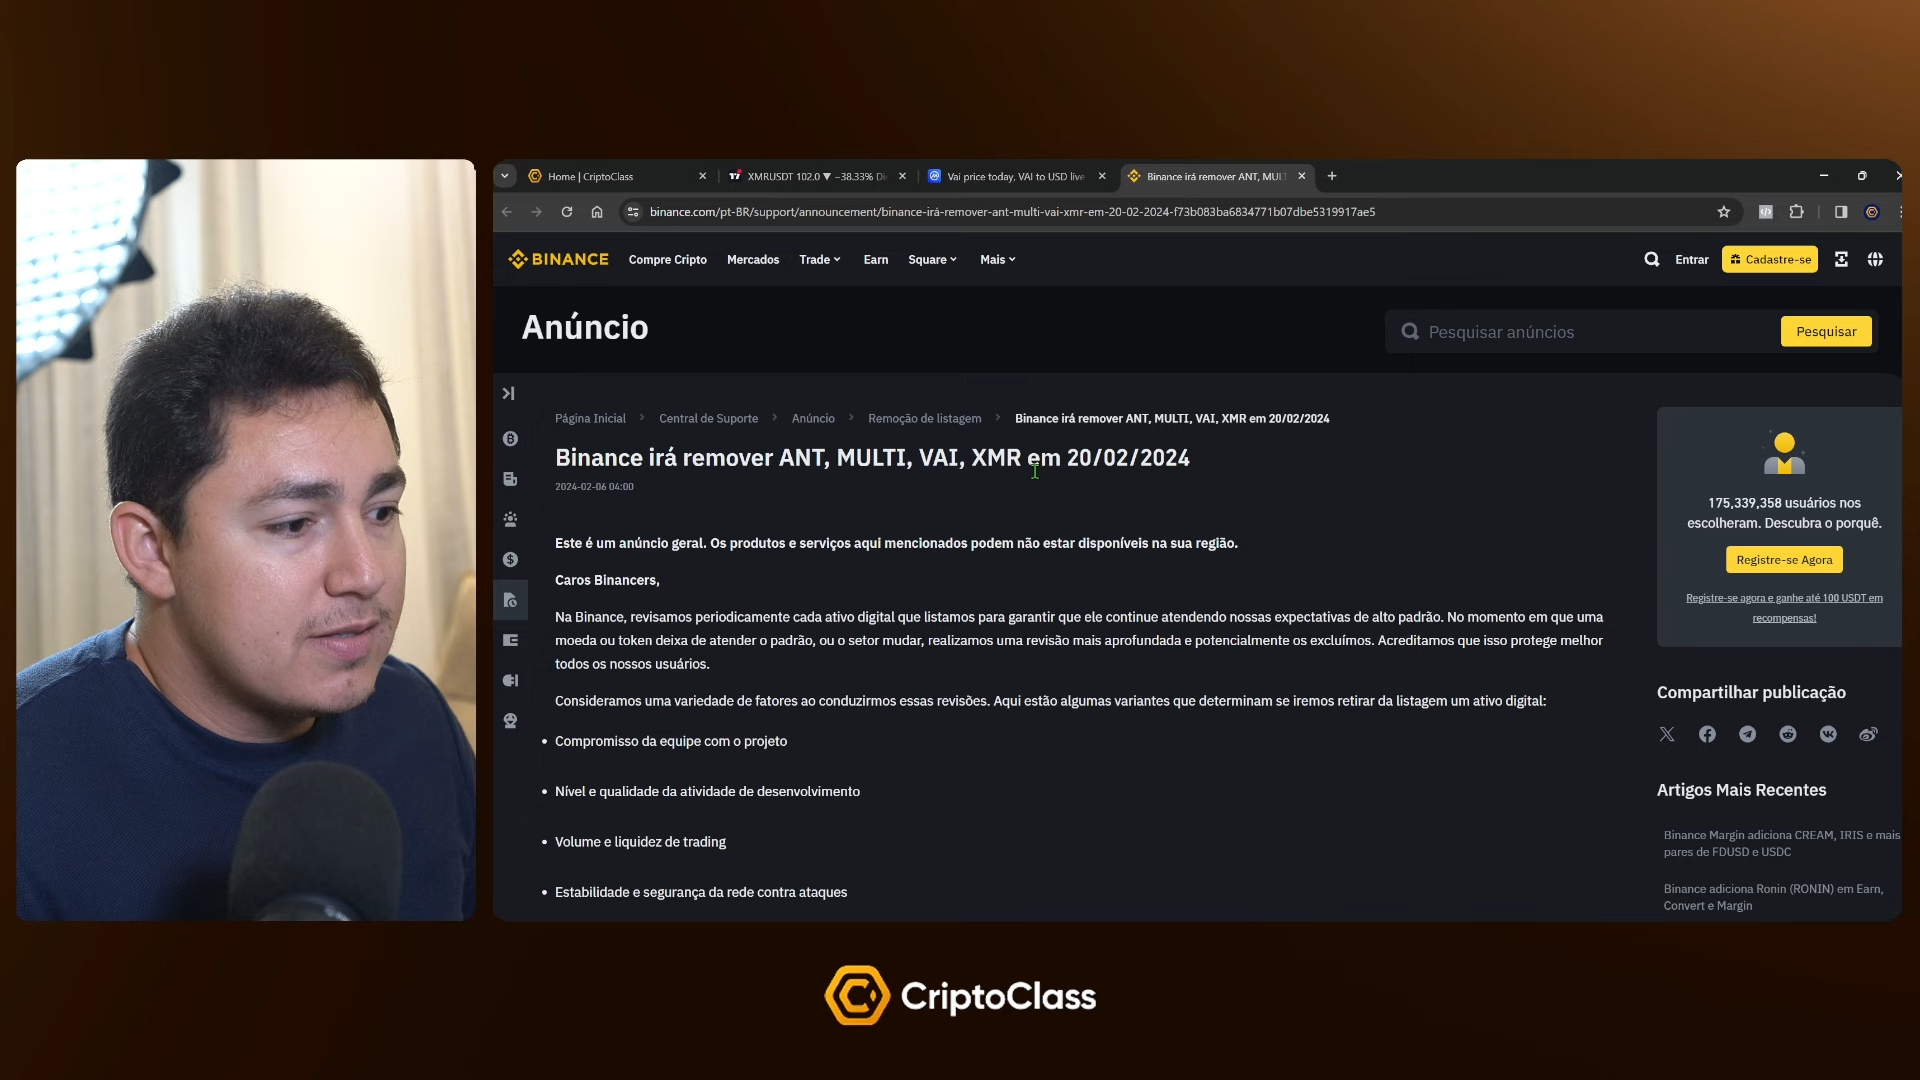 Home | CriptoClass
XMRUSDT 102.0 ▼ −38.33%
Vai price today, VAI to USD live
Binance irá remover ANT, MULT
binance.com/pt-BR/support/announcement/binance-irá-remover-ant-multi-vai-xmr-em-20-02-2024-f73b083ba6834771b07dbe5319917ae5
BINANCE Compre Cripto Mercados Trade Earn Square Mais Entrar Cadastre-se
Anúncio
Pesquisar anúncios Pesquisar
Página Inicial > Central de Suporte > Anúncio > Remoção de listagem > Binance irá remover ANT, MULTI, VAI, XMR em 20/02/2024
Binance irá remover ANT, MULTI, VAI, XMR em 20/02/2024
2024-02-06 04:00
Este é um anúncio geral. Os produtos e serviços aqui mencionados podem não estar disponíveis na sua região.
Caros Binancers,
Na Binance, revisamos periodicamente cada ativo digital que listamos para garantir que ele continue atendendo nossas expectativas de alto padrão. No momento em que uma
moeda ou token deixa de atender o padrão, ou o setor mudar, realizamos uma revisão mais aprofundada e potencialmente os excluímos. Acreditamos que isso protege melhor
todos os nossos usuários.
Consideramos uma variedade de fatores ao conduzirmos essas revisões. Aqui estão algumas variantes que determinam se iremos retirar da listagem um ativo digital:
• Compromisso da equipe com o projeto
• Nível e qualidade da atividade de desenvolvimento
• Volume e liquidez de trading
• Estabilidade e segurança da rede contra ataques
175,339,358 usuários nos
escolheram. Descubra o porquê.
Registre-se Agora
Registre-se agora e ganhe até 100 USDT em
recompensas!
Compartilhar publicação
Artigos Mais Recentes
Binance Margin adiciona CREAM, IRIS e mais
pares de FDUSD e USDC
Binance adiciona Ronin (RONIN) em Earn,
Convert e Margin
CriptoClass